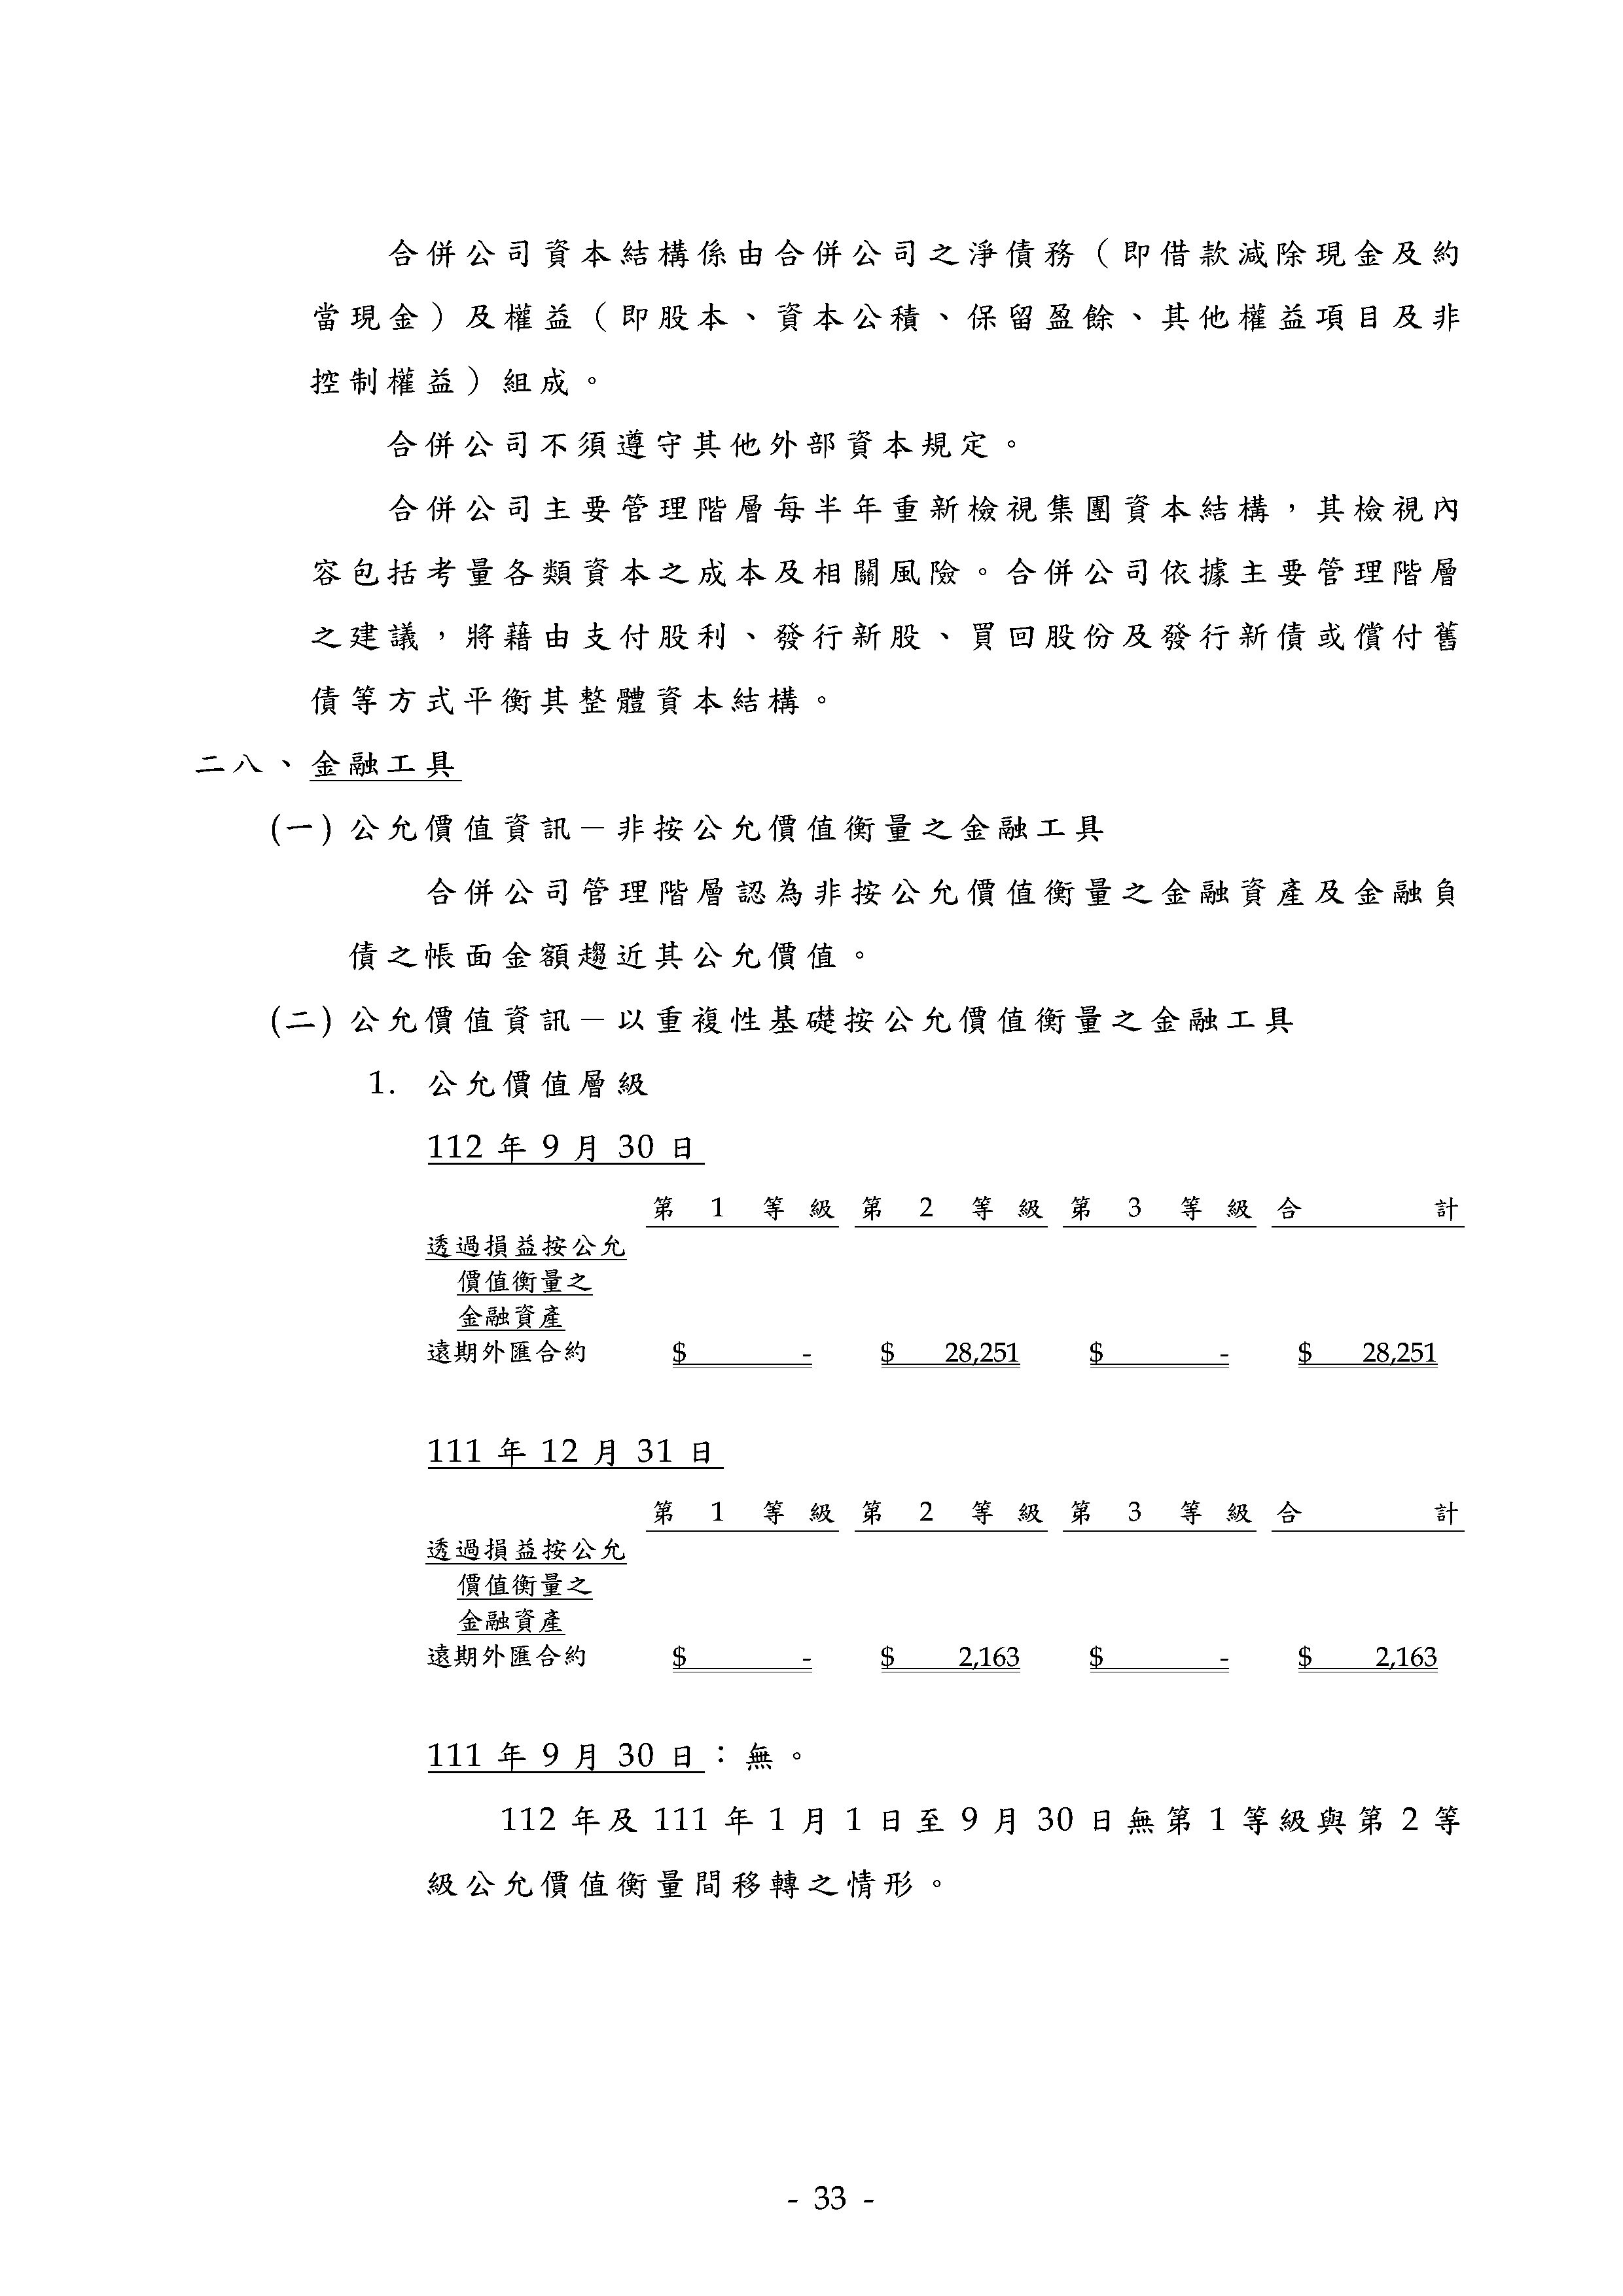 合併公司資本結構係由合併公司之淨債務（即借款減除現金及約
當現金）及權益（即股本、資本公積、保留盈餘、其他權益項目及非
控制權益）組成。
合併公司不須遵守其他外部資本規定。
合併公司主要管理階層每半年重新檢視集團資本結構，其檢視內
容包括考量各類資本之成本及相關風險。合併公司依據主要管理階層
之建議，將藉由支付股利、發行新股、買回股份及發行新債或償付舊
債等方式平衡其整體資本結構。
二八、金融工具
(一) 公允價值資訊－非按公允價值衡量之金融工具
合併公司管理階層認為非按公允價值衡量之金融資產及金融負
債之帳面金額趨近其公允價值。
(二) 公允價值資訊－以重複性基礎按公允價值衡量之金融工具
1. 公允價值層級
112 年 9 月 30 日
第 1 等級 第 2 等級 第 3 等級 合計
透過損益按公允
價值衡量之
金融資產
遠期外匯合約 $ - $ 28,251 $ - $ 28,251
111 年 12 月 31 日
第 1 等級 第 2 等級 第 3 等級 合計
透過損益按公允
價值衡量之
金融資產
遠期外匯合約 $ - $ 2,163 $ - $ 2,163
111 年 9 月 30 日：無。
112 年及 111 年 1 月 1 日至 9 月 30 日無第 1 等級與第 2 等
級公允價值衡量間移轉之情形。
- 33 -